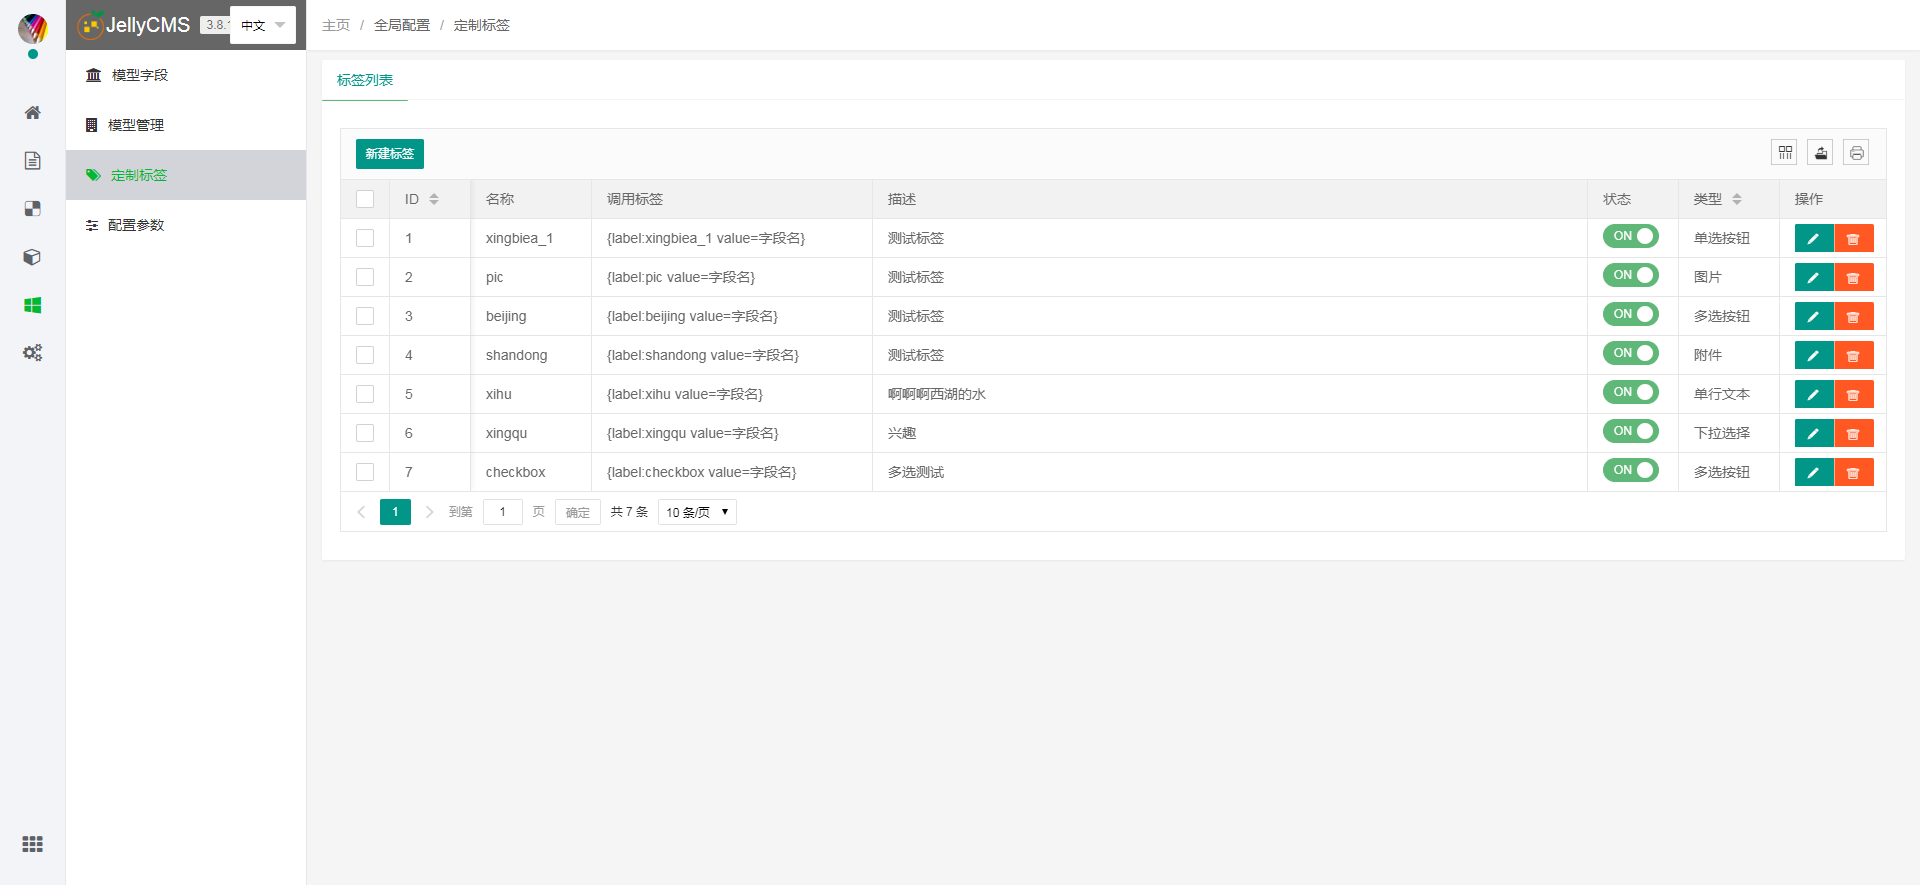 JellyCMS 3.8. 中文
主页 / 全局配置 / 定制标签
模型字段
模型管理
定制标签
配置参数
标签列表
新建标签
ID 名称 调用标签 描述 状态 类型 操作
1 xingbiea_1 {label:xingbiea_1 value=字段名} 测试标签 ON 单选按钮
2 pic {label:pic value=字段名} 测试标签 ON 图片
3 beijing {label:beijing value=字段名} 测试标签 ON 多选按钮
4 shandong {label:shandong value=字段名} 测试标签 ON 附件
5 xihu {label:xihu value=字段名} 啊啊啊西湖的水 ON 单行文本
6 xingqu {label:xingqu value=字段名} 兴趣 ON 下拉选择
7 checkbox {label:checkbox value=字段名} 多选测试 ON 多选按钮
1 到第 1 页 确定 共 7 条 10 条/页